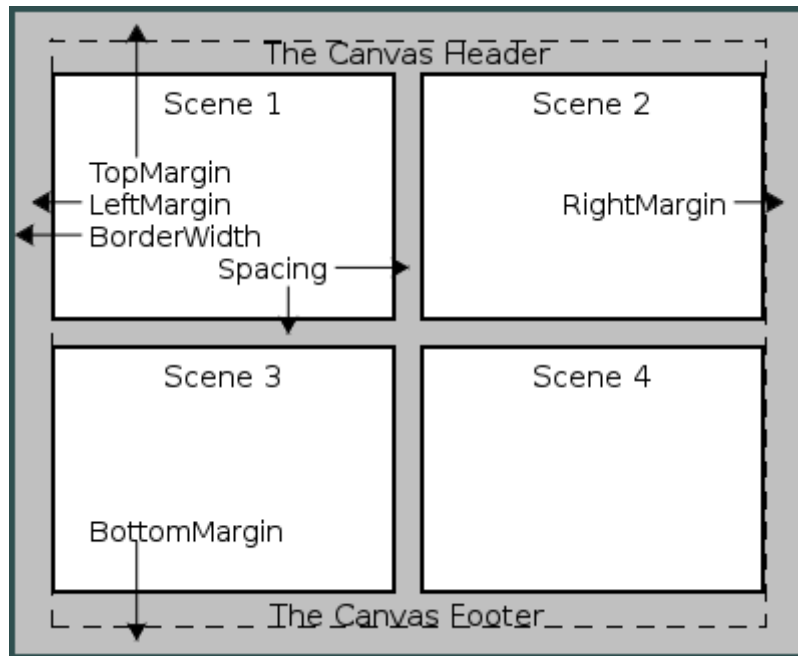 The Canvas Header
Scene 1
Scene 2
TopMargin
LeftMargin
RightMargin
BorderWidth
Spacing
Scene 3
Scene 4
BottomMargin
The Canvas Footer